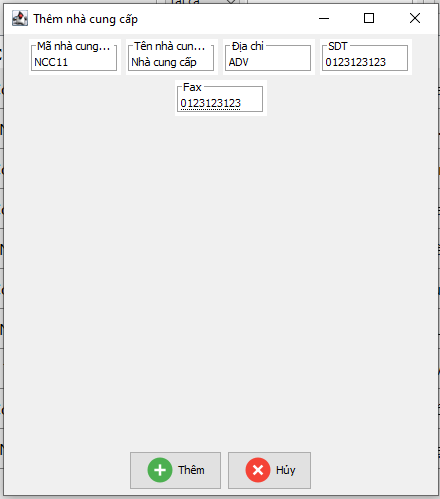 Thêm nhà cung cấp
Mã nhà cung...
Tên nhà cun...
Địa chỉ
SDT
NCC11
Nhà cung cấp
ADV
0123123123
Fax
0123123123
Thêm
Hủy